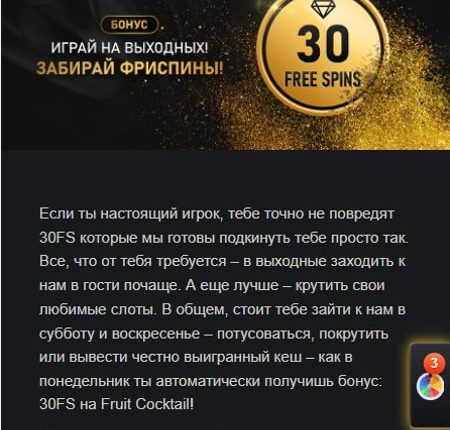 БОНУС
ИГРАЙ НА ВЫХОДНЫХ!
ЗАБИРАЙ ФРИСПИНЫ!
30
FREE SPINS
Если ты настоящий игрок, тебе точно не повредят
30FS которые мы готовы подкинуть тебе просто так.
Все, что от тебя требуется – в выходные заходить к
нам в гости почаще. А еще лучше – крутить свои
любимые слоты. В общем, стоит тебе зайти к нам в
субботу и воскресенье – потусоваться, покрутить
или вывести честно выигранный кеш – как в
понедельник ты автоматически получишь бонус:
30FS на Fruit Cocktail!
3